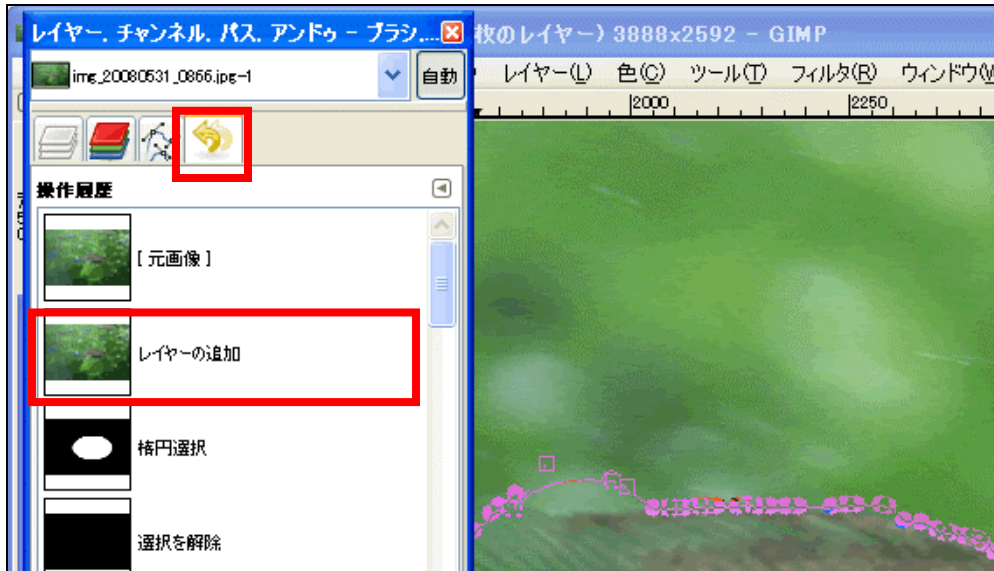 レイヤー, チャンネル, パス, アンドゥ - ブラシ,...
枚のレイヤー) 3888x2592 - GIMP
img_20080531_0866.jpg-1
自動
レイヤー(L) 色(C) ツール(T) フィルタ(R) ウィンドウ(W
2000
2250
操作履歴
[ 元画像 ]
レイヤーの追加
楕円選択
選択を解除